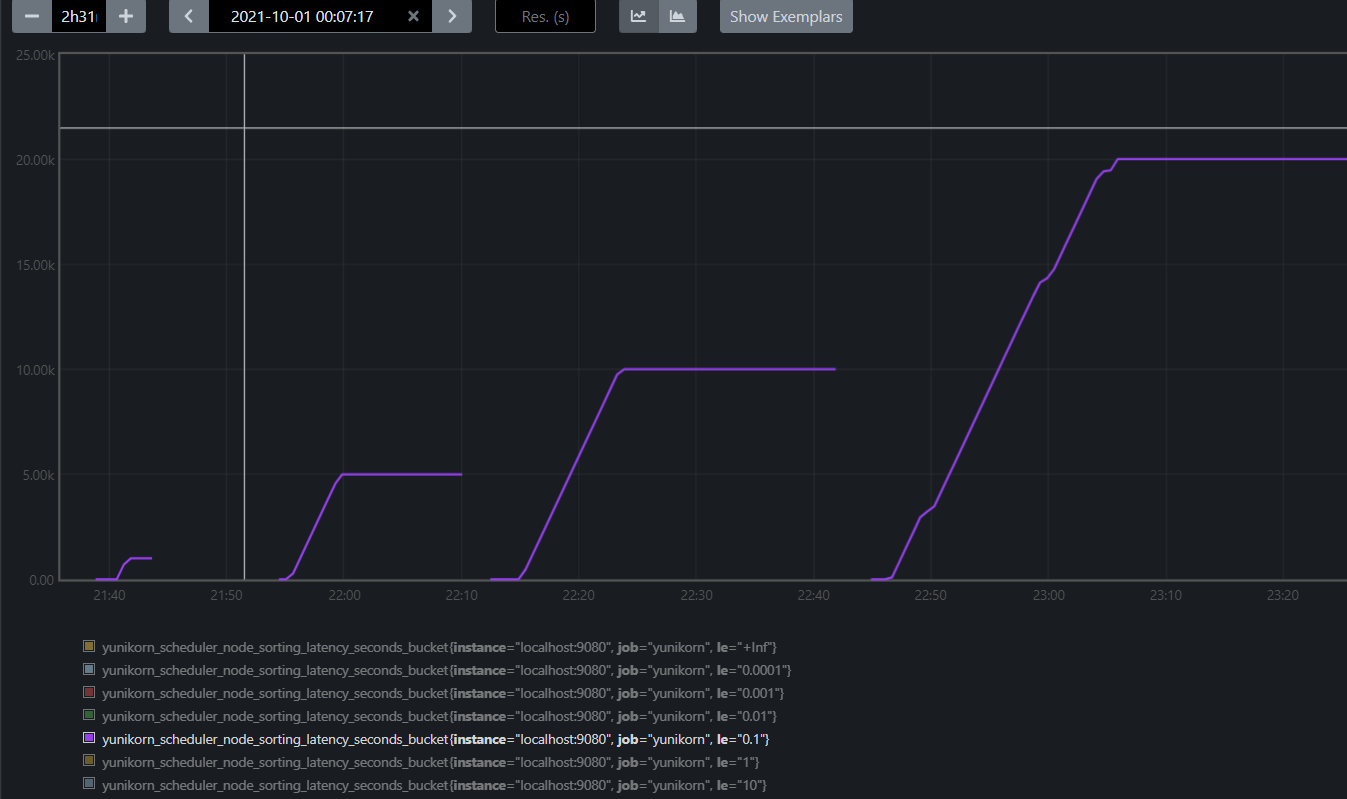 2h31
2021-10-01 00:07:17
Res. (s)
Show Exemplars
25.00k
20.00k
15.00k
10.00k
5.00k
0.00
21:40 21:50 22:00 22:10 22:20 22:30 22:40 22:50 23:00 23:10 23:20
yunikorn_scheduler_node_sorting_latency_seconds_bucket{instance="localhost:9080", job="yunikorn", le="+Inf"}
yunikorn_scheduler_node_sorting_latency_seconds_bucket{instance="localhost:9080", job="yunikorn", le="0.0001"}
yunikorn_scheduler_node_sorting_latency_seconds_bucket{instance="localhost:9080", job="yunikorn", le="0.001"}
yunikorn_scheduler_node_sorting_latency_seconds_bucket{instance="localhost:9080", job="yunikorn", le="0.01"}
yunikorn_scheduler_node_sorting_latency_seconds_bucket{instance="localhost:9080", job="yunikorn", le="0.1"}
yunikorn_scheduler_node_sorting_latency_seconds_bucket{instance="localhost:9080", job="yunikorn", le="1"}
yunikorn_scheduler_node_sorting_latency_seconds_bucket{instance="localhost:9080", job="yunikorn", le="10"}